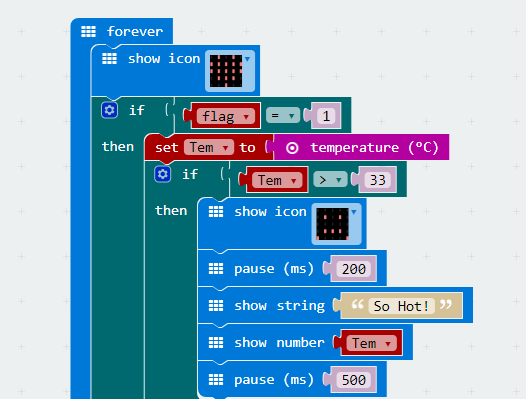 forever
show icon
if flag = 1
then set Tem to temperature (ºC)
if Tem > 33
then show icon
pause (ms) 200
show string “ So Hot! ”
show number Tem
pause (ms) 500